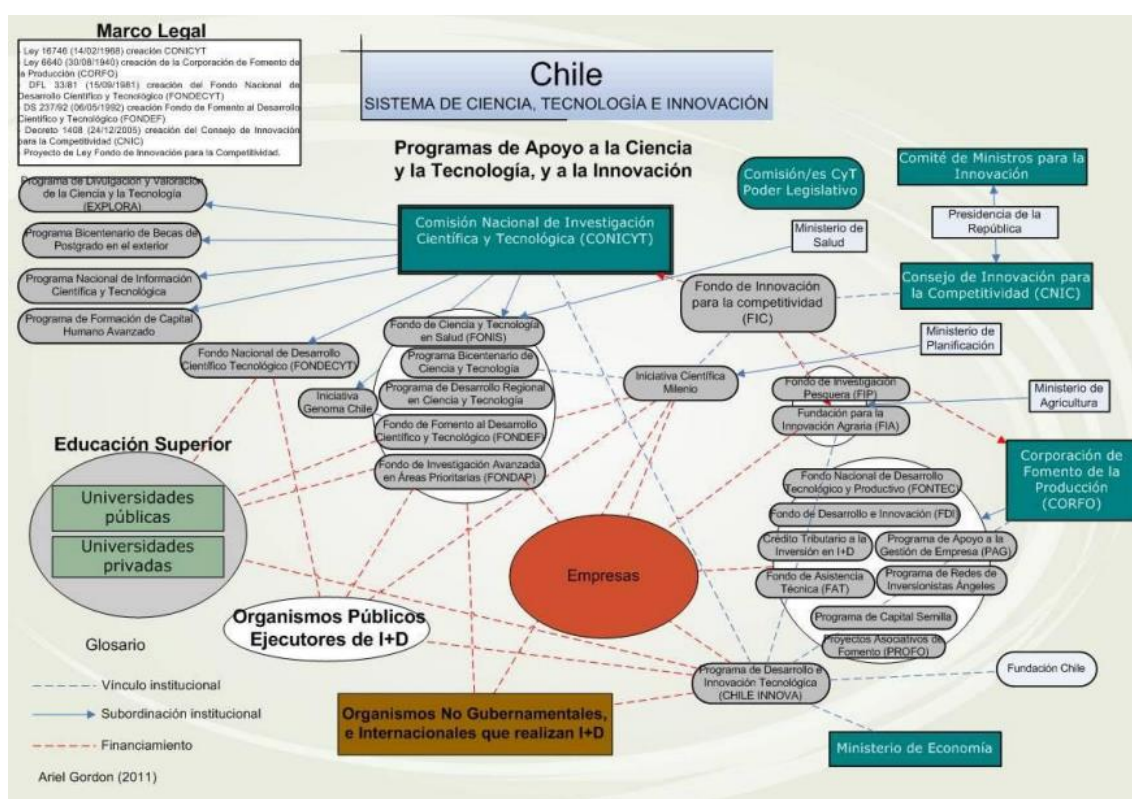 Marco Legal
- Ley 16746 (14/02/1968) creación CONICYT
- Ley 6640 (30/08/1940) creación de la Corporación de Fomento de
la Producción (CORFO)
- DFL 33/81 (15/09/1981) creación del Fondo Nacional de
Desarrollo Científico y Tecnológico (FONDECYT)
- DS 237/92 (06/05/1992) creación Fondo de Fomento al Desarrollo
Científico y Tecnológico (FONDEF)
- Decreto 1408 (24/12/2005) creación del Consejo de Innovación
para la Competitividad (CNIC)
- Proyecto de Ley Fondo de Innovación para la Competitividad.
Chile
SISTEMA DE CIENCIA, TECNOLOGÍA E INNOVACIÓN
Programas de Apoyo a la Ciencia
y la Tecnología, y a la Innovación
Comisión/es CyT
Poder Legislativo
Comité de Ministros para la
Innovación
Presidencia de la
República
Consejo de Innovación para
la Competitividad (CNIC)
Ministerio de
Salud
Programa de Divulgación y Valoración
de la Ciencia y la Tecnología
(EXPLORA)
Programa Bicentenario de Becas de
Postgrado en el exterior
Programa Nacional de Información
Científica y Tecnológica
Programa de Formación de Capital
Humano Avanzado
Comisión Nacional de Investigación
Científica y Tecnológica (CONICYT)
Fondo de Innovación
para la competitividad
(FIC)
Ministerio de
Planificación
Ministerio de
Agricultura
Fondo Nacional de Desarrollo
Científico Tecnológico (FONDECYT)
Iniciativa
Genoma Chile
Fondo de Ciencia y Tecnología
en Salud (FONIS)
Programa Bicentenario de
Ciencia y Tecnología
Programa de Desarrollo Regional
en Ciencia y Tecnología
Fondo de Fomento al Desarrollo
Científico y Tecnológico (FONDEF)
Fondo de Investigación Avanzada
en Áreas Prioritarias (FONDAP)
Iniciativa Científica
Milenio
Fondo de Investigación
Pesquera (FIP)
Fundación para la
Innovación Agraria (FIA)
Corporación de
Fomento de la
Producción
(CORFO)
Fondo Nacional de Desarrollo
Tecnológico y Productivo (FONTEC)
Fondo de Desarrollo e Innovación (FDI)
Crédito Tributario a la
Inversión en I+D
Programa de Apoyo a la
Gestión de Empresa (PAG)
Fondo de Asistencia
Técnica (FAT)
Programa de Redes de
Inversionistas Ángeles
Programa de Capital Semilla
Proyectos Asociativos de
Fomento (PROFO)
Educación Superior
Universidades
públicas
Universidades
privadas
Empresas
Organismos Públicos
Ejecutores de I+D
Programa de Desarrollo e
Innovación Tecnológica
(CHILE INNOVA)
Fundación Chile
Organismos No Gubernamentales,
e Internacionales que realizan I+D
Ministerio de Economía
Glosario
Vínculo institucional
Subordinación institucional
Financiamiento
Ariel Gordon (2011)